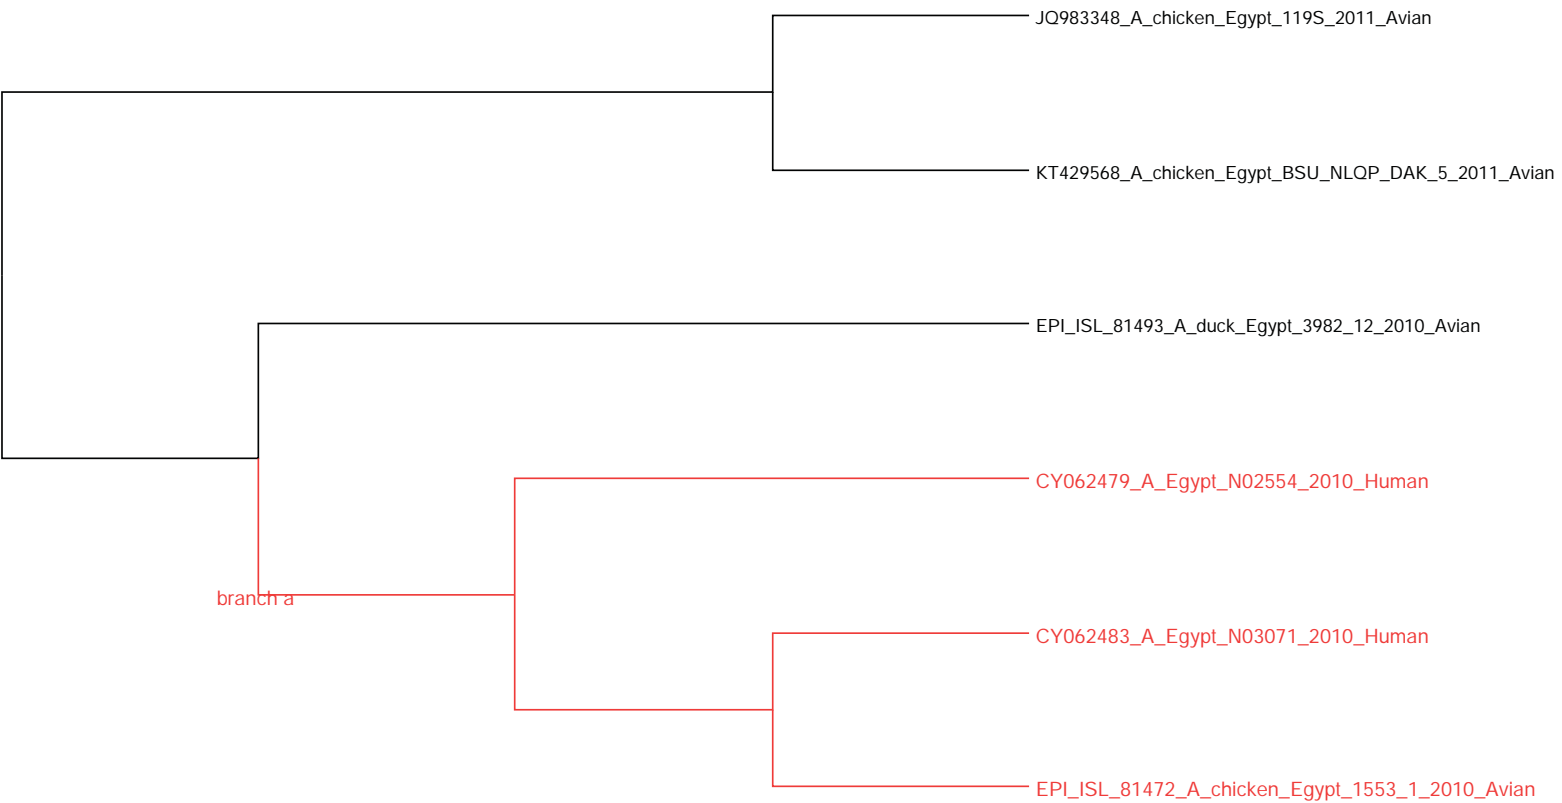 JQ983348_A_chicken_Egypt_119S_2011_Avian
KT429568_A_chicken_Egypt_BSU_NLQP_DAK_5_2011_Avian
EPI_ISL_81493_A_duck_Egypt_3982_12_2010_Avian
CY062479_A_Egypt_N02554_2010_Human
branch a
CY062483_A_Egypt_N03071_2010_Human
EPI_ISL_81472_A_chicken_Egypt_1553_1_2010_Avian